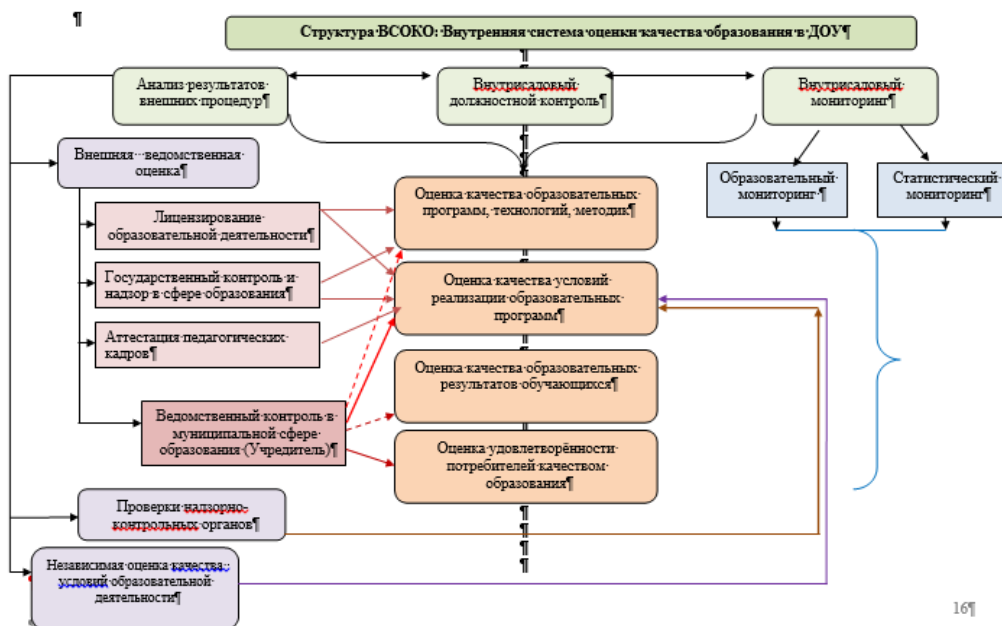 Структура ВСОКО: Внутренняя система оценки качества образования в ДОУ¶
Анализ результатов
внешних процедур¶
Внутрисадовый
должностной контроль¶
Внутрисадовый
мониторинг¶
Внешняя ведомственная
оценка¶
Образовательный
мониторинг¶
Статистический
мониторинг¶
Оценка качества образовательных
программ, технологий, методик¶
Лицензирование
образовательной деятельности¶
Государственный контроль и
надзор в сфере образования¶
Оценка качества условий
реализации образовательных
программ¶
Аттестация педагогических
кадров¶
Оценка качества образовательных
результатов обучающихся¶
Ведомственный контроль в
муниципальной сфере
образования (Учредитель)¶
Оценка удовлетворённости
потребителей качеством
образования¶
Проверки надзорно-
контрольных органов¶
Независимая оценка качества
условий образовательной
деятельности¶
16¶